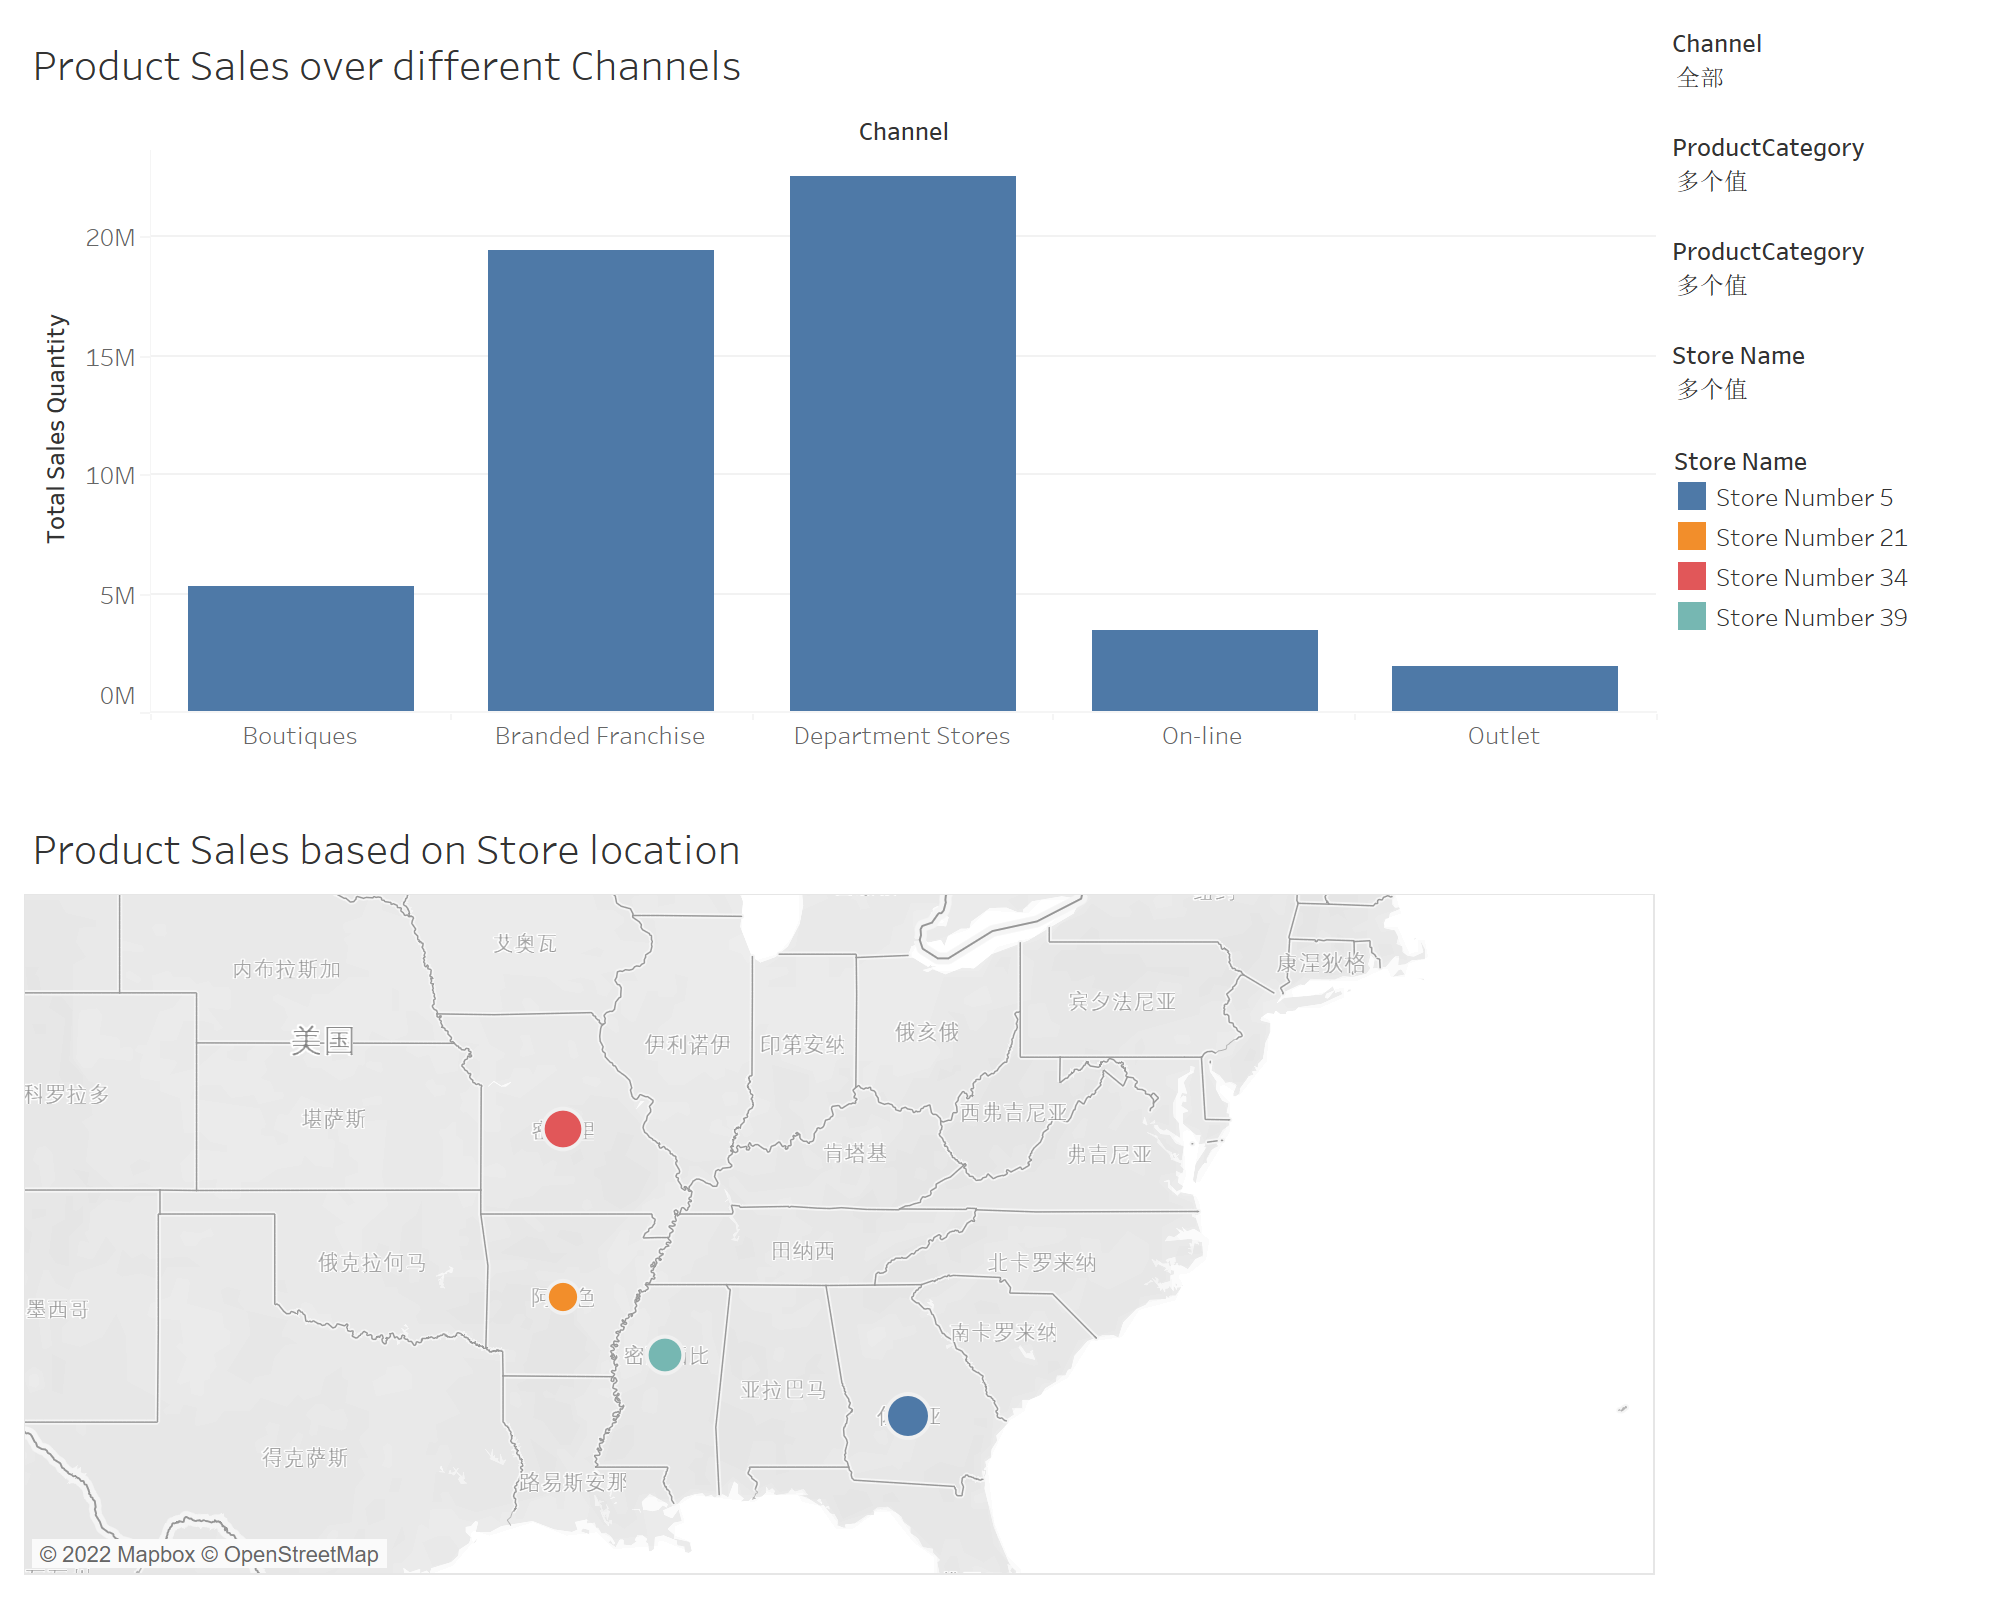 Product Sales over different Channels
Channel
Total Sales Quantity
20M
15M
10M
5M
0M
Boutiques
Branded Franchise
Department Stores
On-line
Outlet
Channel
全部
ProductCategory
多个值
ProductCategory
多个值
Store Name
多个值
Store Name
Store Number 5
Store Number 21
Store Number 34
Store Number 39
Product Sales based on Store location
艾奥瓦
内布拉斯加
康涅狄格
宾夕法尼亚
俄亥俄
美国
伊利诺伊
印第安纳
科罗拉多
堪萨斯
西弗吉尼亚
肯塔基
弗吉尼亚
田纳西
俄克拉何马
北卡罗来纳
墨西哥
南卡罗来纳
亚拉巴马
得克萨斯
路易斯安那
© 2022 Mapbox © OpenStreetMap